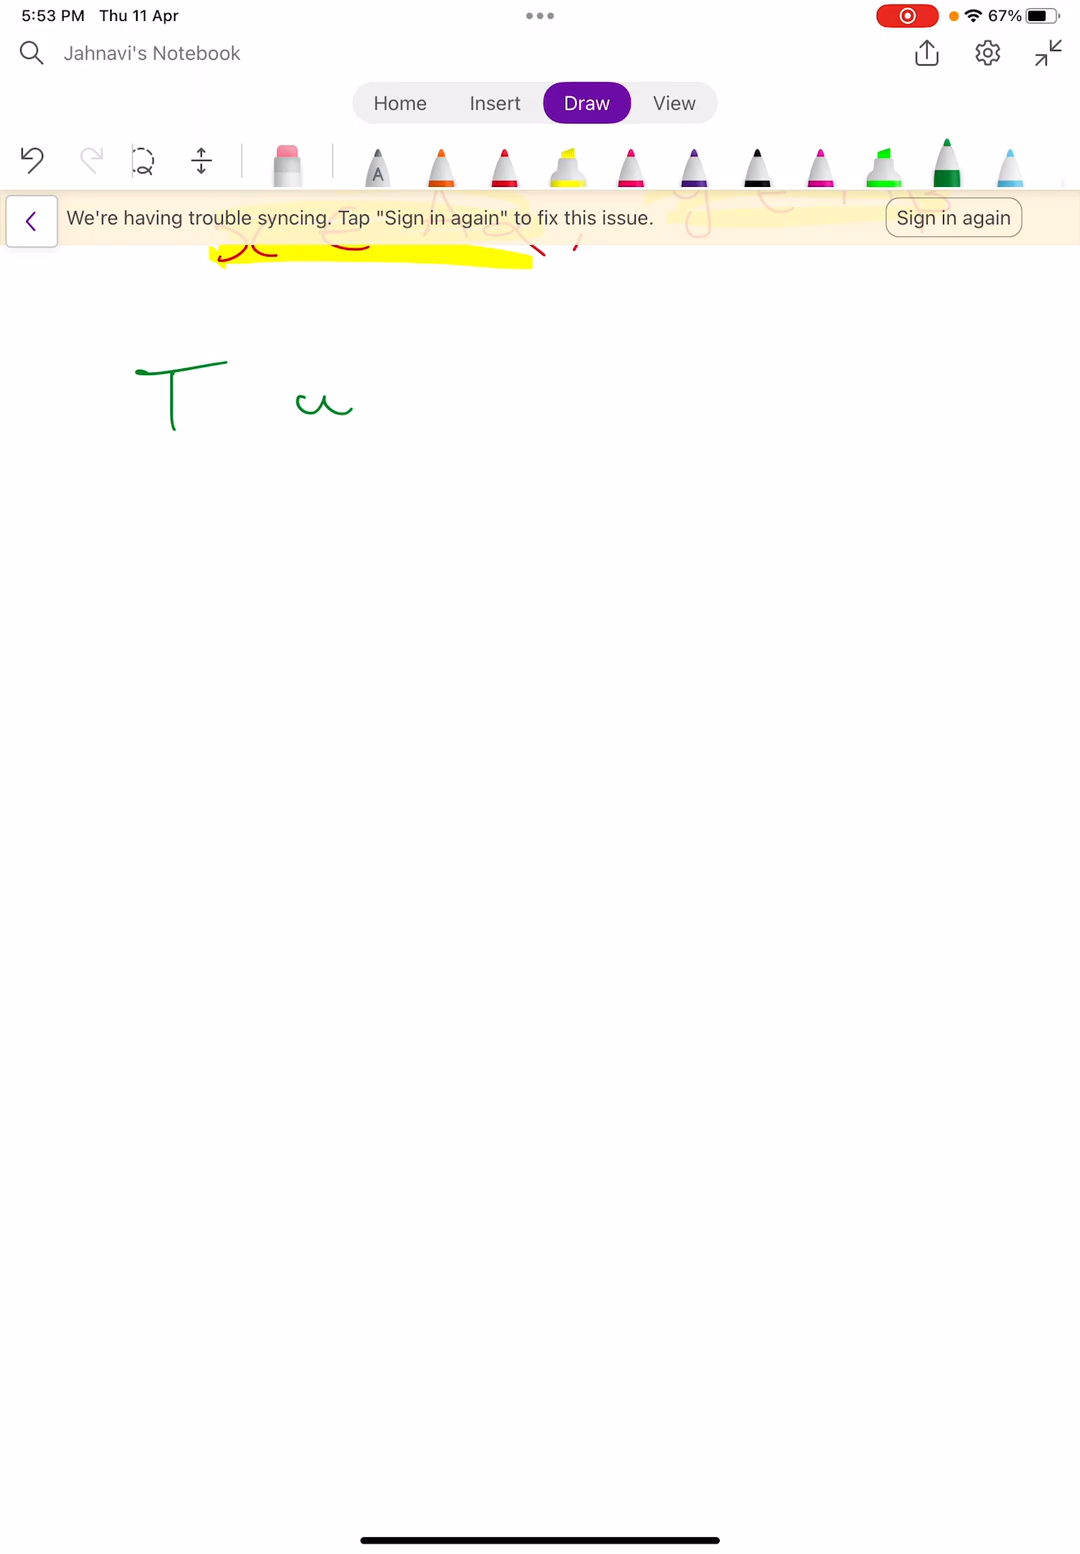 5:53 PM Thu 11 Apr 67%
Jahnavi's Notebook
Home Insert Draw View
A
We're having trouble syncing. Tap "Sign in again" to fix this issue. Sign in again
T u